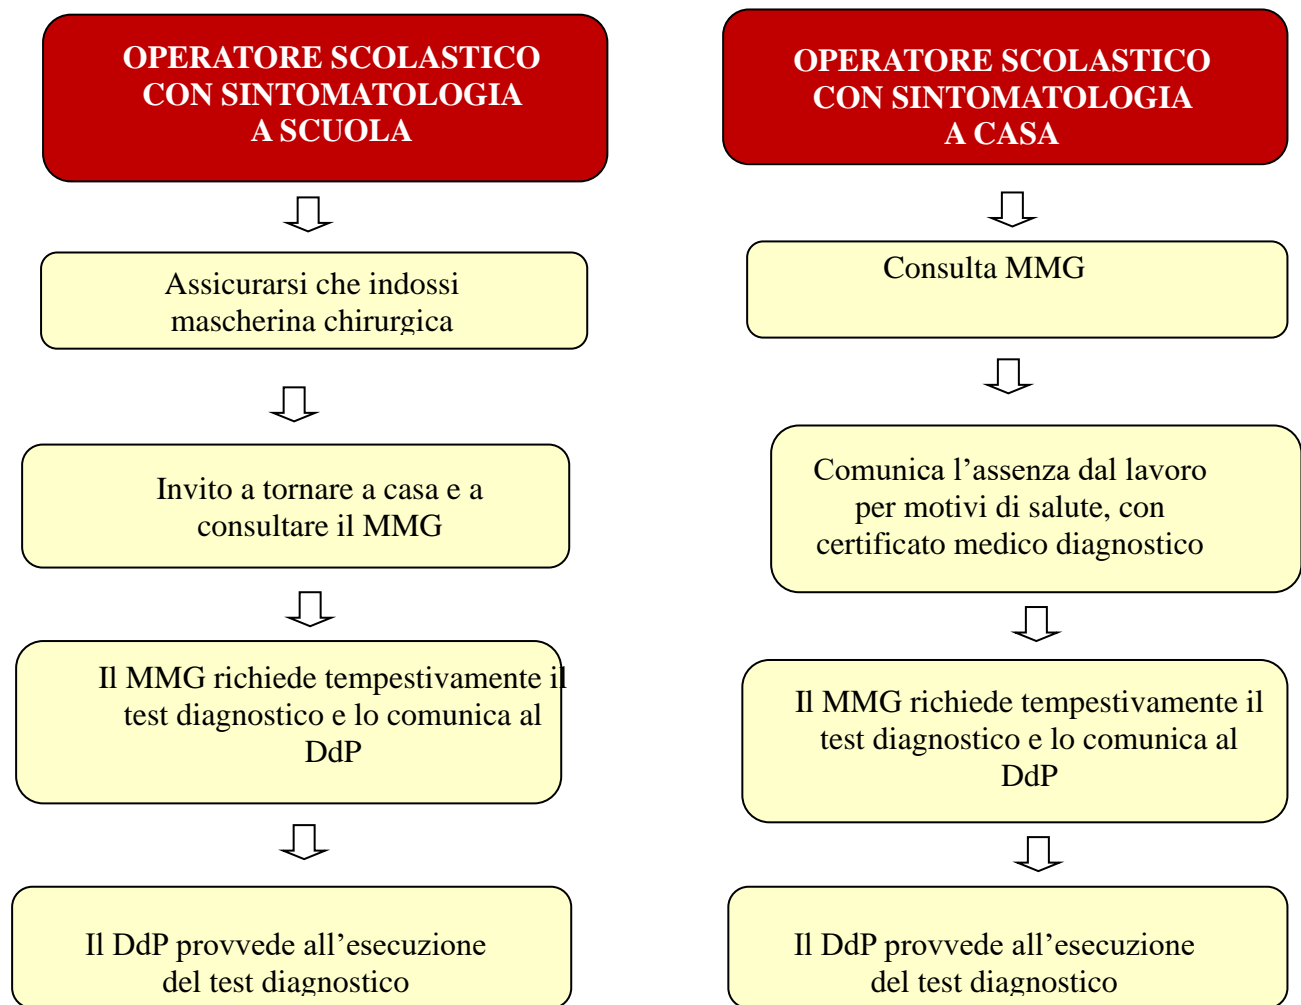 OPERATORE SCOLASTICO
CON SINTOMATOLOGIA
A SCUOLA
Assicurarsi che indossi
mascherina chirurgica
Invito a tornare a casa e a
consultare il MMG
Il MMG richiede tempestivamente il
test diagnostico e lo comunica al
DdP
Il DdP provvede all’esecuzione
del test diagnostico
OPERATORE SCOLASTICO
CON SINTOMATOLOGIA
A CASA
Consulta MMG
Comunica l’assenza dal lavoro
per motivi di salute, con
certificato medico diagnostico
Il MMG richiede tempestivamente il
test diagnostico e lo comunica al
DdP
Il DdP provvede all’esecuzione
del test diagnostico